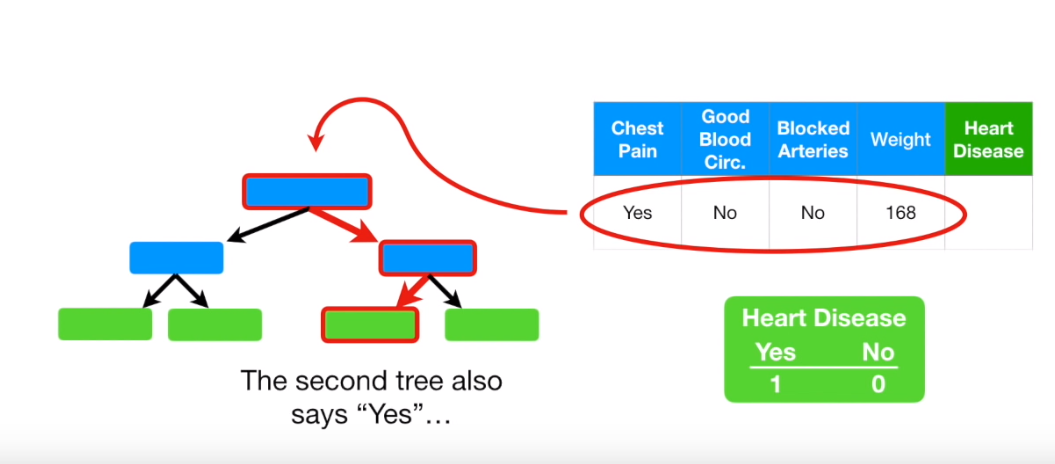 Chest
Pain
Good
Blood
Circ.
Blocked
Arteries
Weight
Heart
Disease
Yes
No
No
168
Heart Disease
Yes No
1 0
The second tree also
says “Yes”…